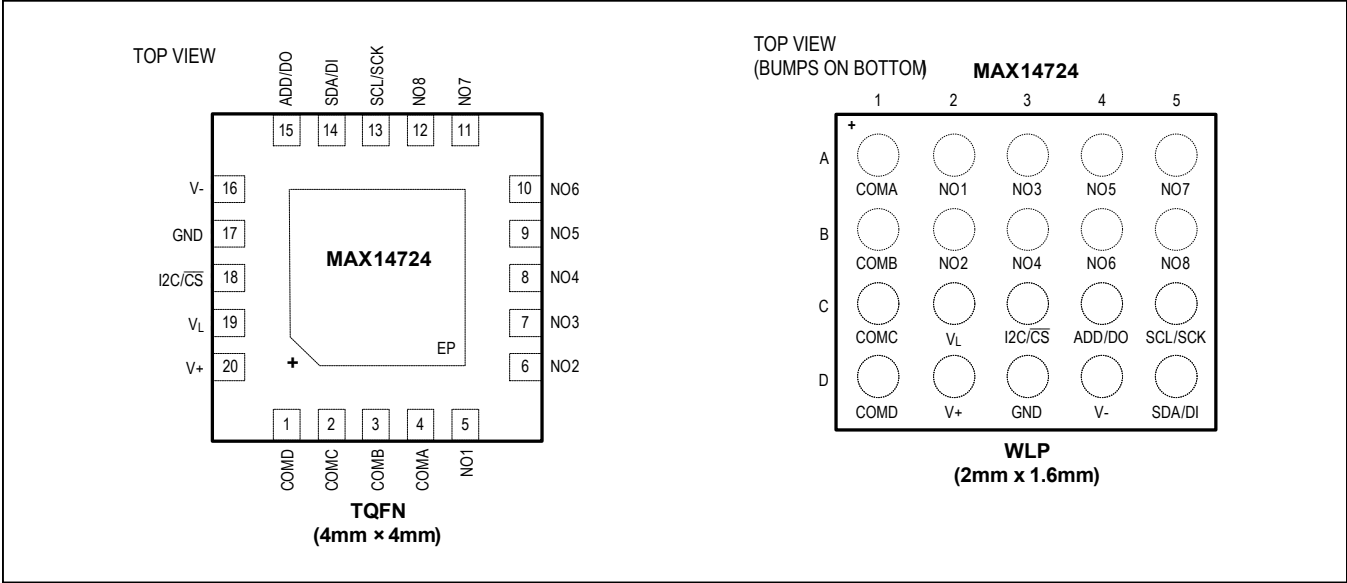 TOP VIEW
ADD/DO
SDA/DI
SCL/SCK
NO8
NO7
15 14 13 12 11
V- 16
GND 17
I2C/C̅S̅ 18
VL 19
V+ 20
MAX14724
EP
+
10 NO6
9 NO5
8 NO4
7 NO3
6 NO2
1 2 3 4 5
COMD
COMC
COMB
COMA
NO1
TQFN
(4mm × 4mm)
TOP VIEW
(BUMPS ON BOTTOM)
MAX14724
1 2 3 4 5
+
A
COMA NO1 NO3 NO5 NO7
B
COMB NO2 NO4 NO6 NO8
C
COMC VL I2C/C̅S̅ ADD/DO SCL/SCK
D
COMD V+ GND V- SDA/DI
WLP
(2mm x 1.6mm)